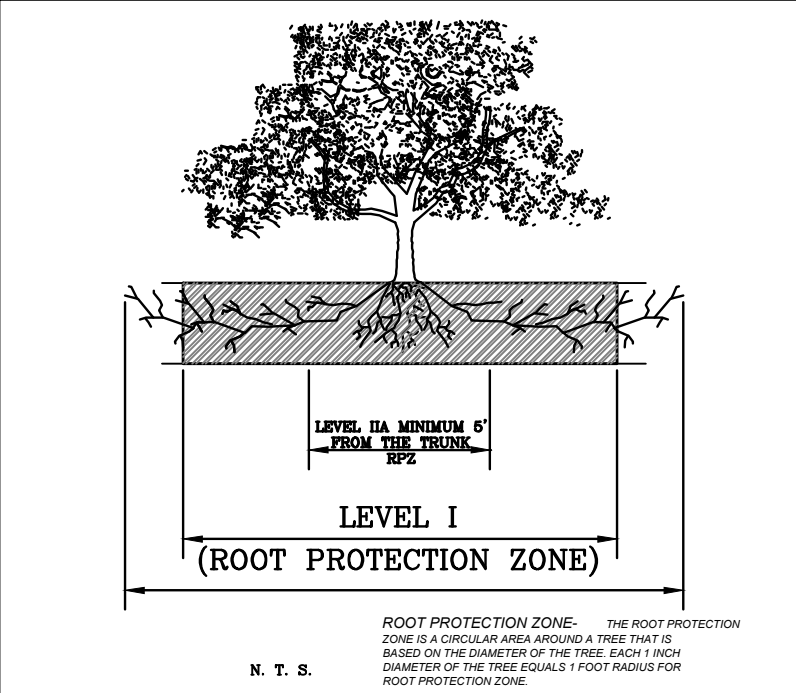 LEVEL IIA MINIMUM 5'
FROM THE TRUNK
RPZ
LEVEL I
(ROOT PROTECTION ZONE)
ROOT PROTECTION ZONE- THE ROOT PROTECTION
ZONE IS A CIRCULAR AREA AROUND A TREE THAT IS
BASED ON THE DIAMETER OF THE TREE. EACH 1 INCH
DIAMETER OF THE TREE EQUALS 1 FOOT RADIUS FOR
ROOT PROTECTION ZONE.
N. T. S.